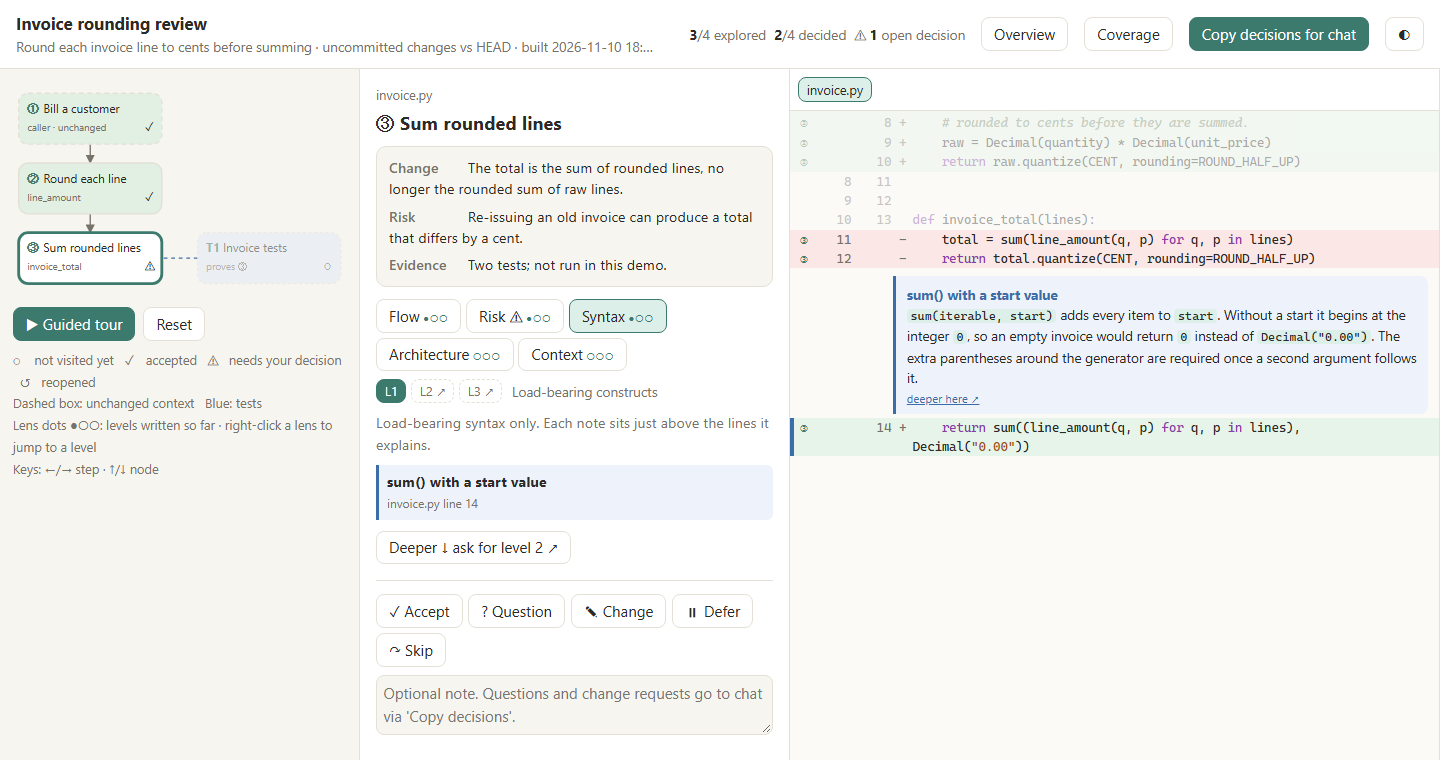 Invoice rounding review
Round each invoice line to cents before summing · uncommitted changes vs HEAD · built 2026-11-10 18:...
3/4 explored 2/4 decided ⚠ 1 open decision
Overview
Coverage
Copy decisions for chat
◐
① Bill a customer
caller · unchanged ✓
② Round each line
line_amount ✓
③ Sum rounded lines
invoice_total ⚠
T1 Invoice tests
proves ③ ○
▶ Guided tour
Reset
○ not visited yet ✓ accepted ⚠ needs your decision
↺ reopened
Dashed box: unchanged context Blue: tests
Lens dots ●○○: levels written so far · right-click a lens to
jump to a level
Keys: ←/→ step · ↑/↓ node
invoice.py
③ Sum rounded lines
Change The total is the sum of rounded lines, no
longer the rounded sum of raw lines.
Risk Re-issuing an old invoice can produce a total
that differs by a cent.
Evidence Two tests; not run in this demo.
Flow ●○○
Risk ⚠ ●○○
Syntax ●○○
Architecture ○○○
Context ○○○
L1 L2 ↗ L3 ↗ Load-bearing constructs
Load-bearing syntax only. Each note sits just above the lines it
explains.
sum() with a start value
invoice.py line 14
Deeper ↓ ask for level 2 ↗
✓ Accept
? Question
✎ Change
⏸ Defer
↷ Skip
Optional note. Questions and change requests go to chat
via 'Copy decisions'.
invoice.py
② 8 + # rounded to cents before they are summed.
② 9 + raw = Decimal(quantity) * Decimal(unit_price)
② 10 + return raw.quantize(CENT, rounding=ROUND_HALF_UP)
8 11
9 12
10 13 def invoice_total(lines):
③ 11 − total = sum(line_amount(q, p) for q, p in lines)
③ 12 − return total.quantize(CENT, rounding=ROUND_HALF_UP)
sum() with a start value
sum(iterable, start) adds every item to start. Without a start it begins at the
integer 0, so an empty invoice would return 0 instead of Decimal("0.00"). The
extra parentheses around the generator are required once a second argument follows
it.
deeper here ↗
③ 14 + return sum((line_amount(q, p) for q, p in lines),
Decimal("0.00"))